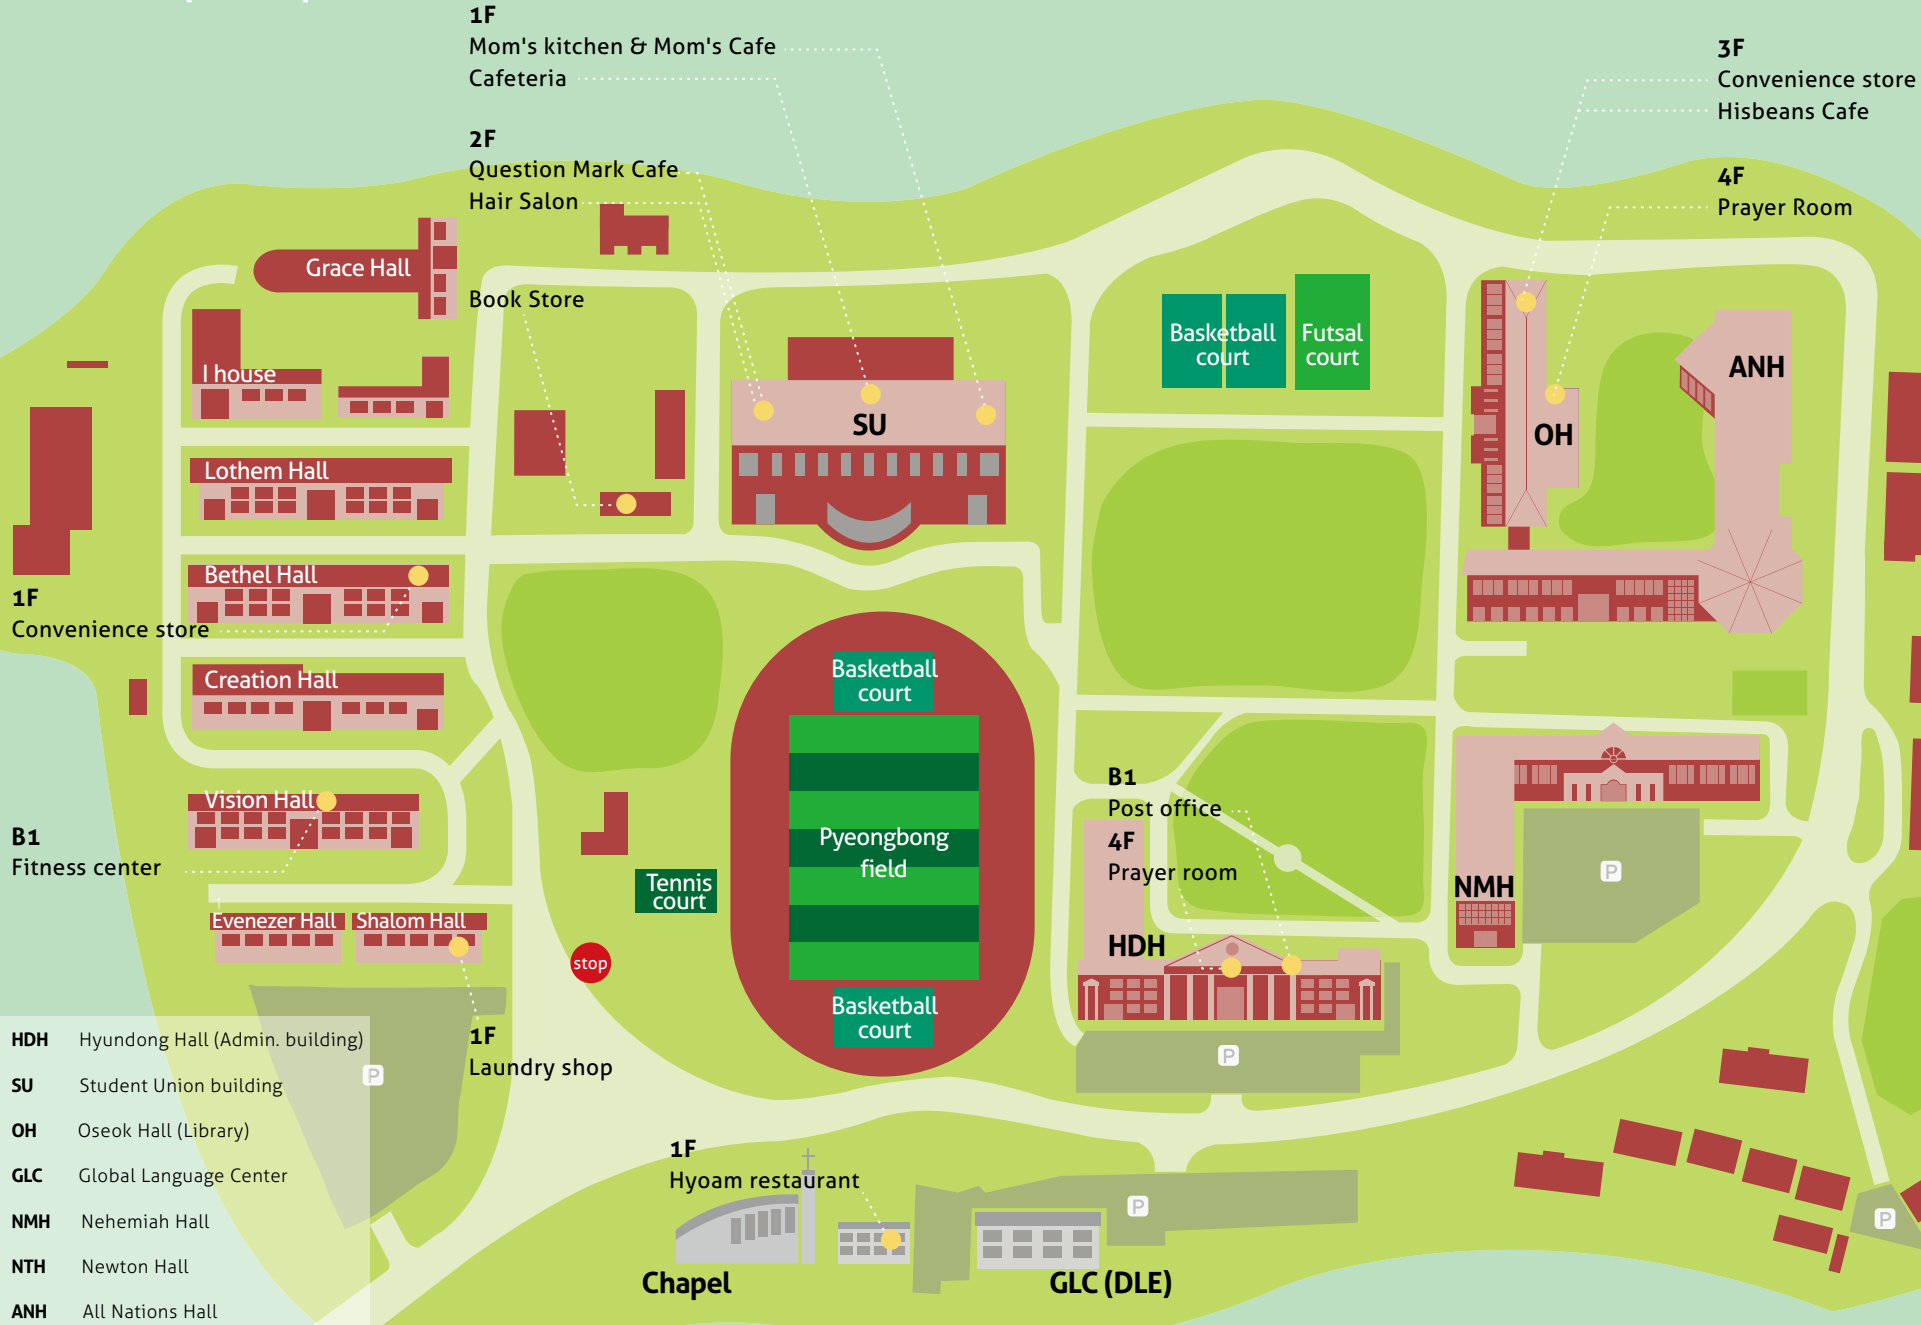 1F
Mom's kitchen & Mom's Cafe
Cafeteria
2F
Question Mark Cafe
Hair Salon
Book Store
3F
Convenience store
Hisbeans Cafe
4F
Prayer Room
Grace Hall
I house
Lothem Hall
Bethel Hall
1F
Convenience store
Creation Hall
Vision Hall
B1
Fitness center
Evenezer Hall
Shalom Hall
1F
Laundry shop
SU
Basketball
court
Futsal
court
OH
ANH
Basketball
court
Pyeongbong
field
Basketball
court
Tennis
court
stop
B1
Post office
4F
Prayer room
HDH
NMH
P
P
P
P
P
1F
Hyoam restaurant
Chapel
GLC (DLE)
HDH Hyundong Hall (Admin. building)
SU Student Union building
OH Oseok Hall (Library)
GLC Global Language Center
NMH Nehemiah Hall
NTH Newton Hall
ANH All Nations Hall